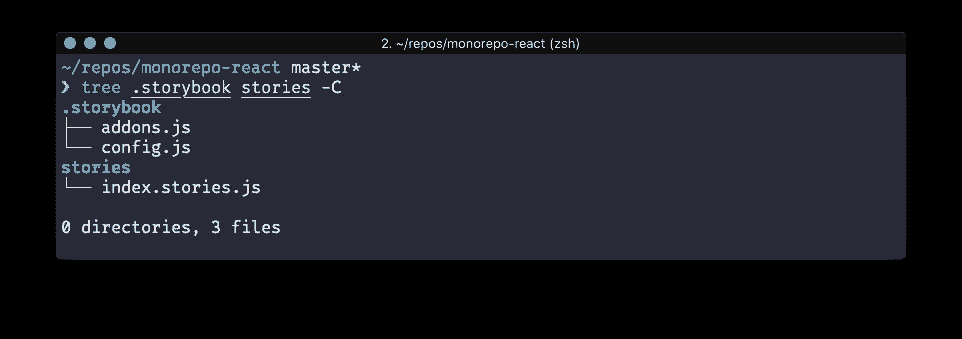 2. ~/repos/monorepo-react (zsh)
~/repos/monorepo-react master*
❯ tree .storybook stories -C
.storybook
├── addons.js
└── config.js
stories
└── index.stories.js
0 directories, 3 files